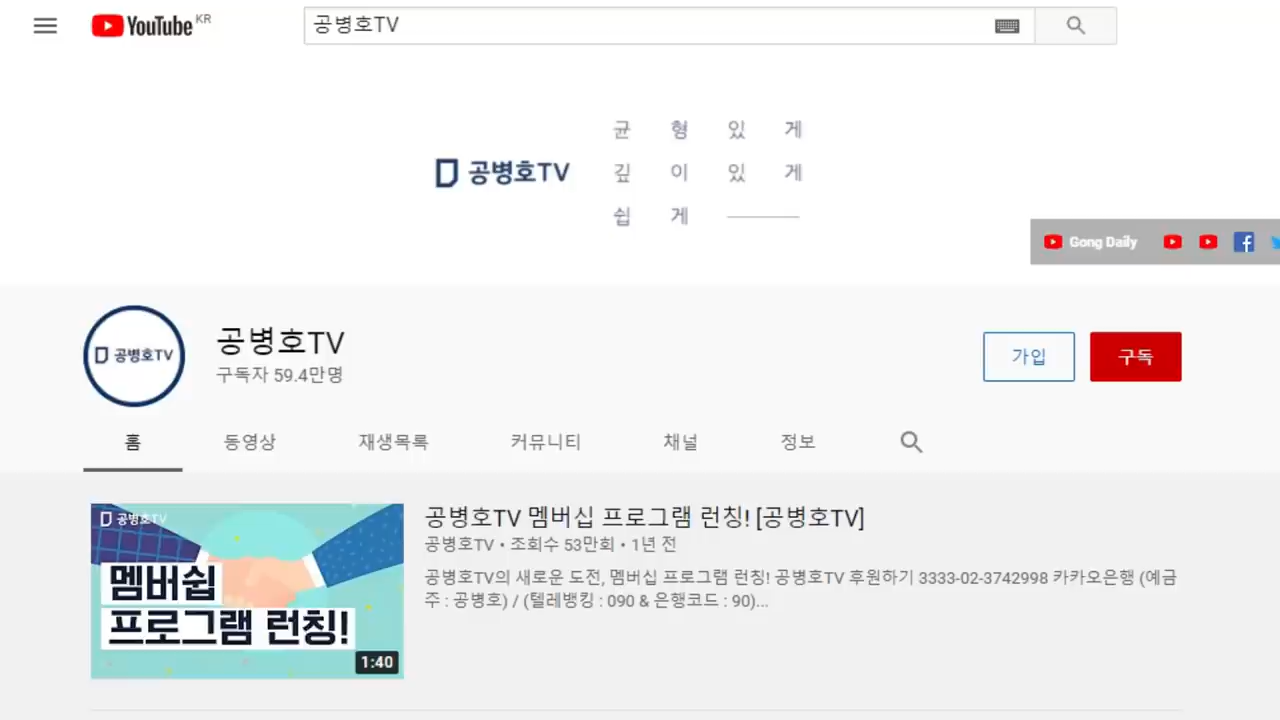 YouTube KR
공병호TV
균 형 있 게
공병호TV
깊 이 있 게
쉽 게
Gong Daily
공병호TV
공병호TV
구독자 59.4만명
가입
구독
홈 동영상 재생목록 커뮤니티 채널 정보
공병호TV
멤버쉽
프로그램 런칭!
1:40
공병호TV 멤버십 프로그램 런칭! [공병호TV]
공병호TV • 조회수 53만회 • 1년 전
공병호TV의 새로운 도전, 멤버십 프로그램 런칭! 공병호TV 후원하기 3333-02-3742998 카카오은행 (예금
주 : 공병호) / (텔레뱅킹 : 090 & 은행코드 : 90)...